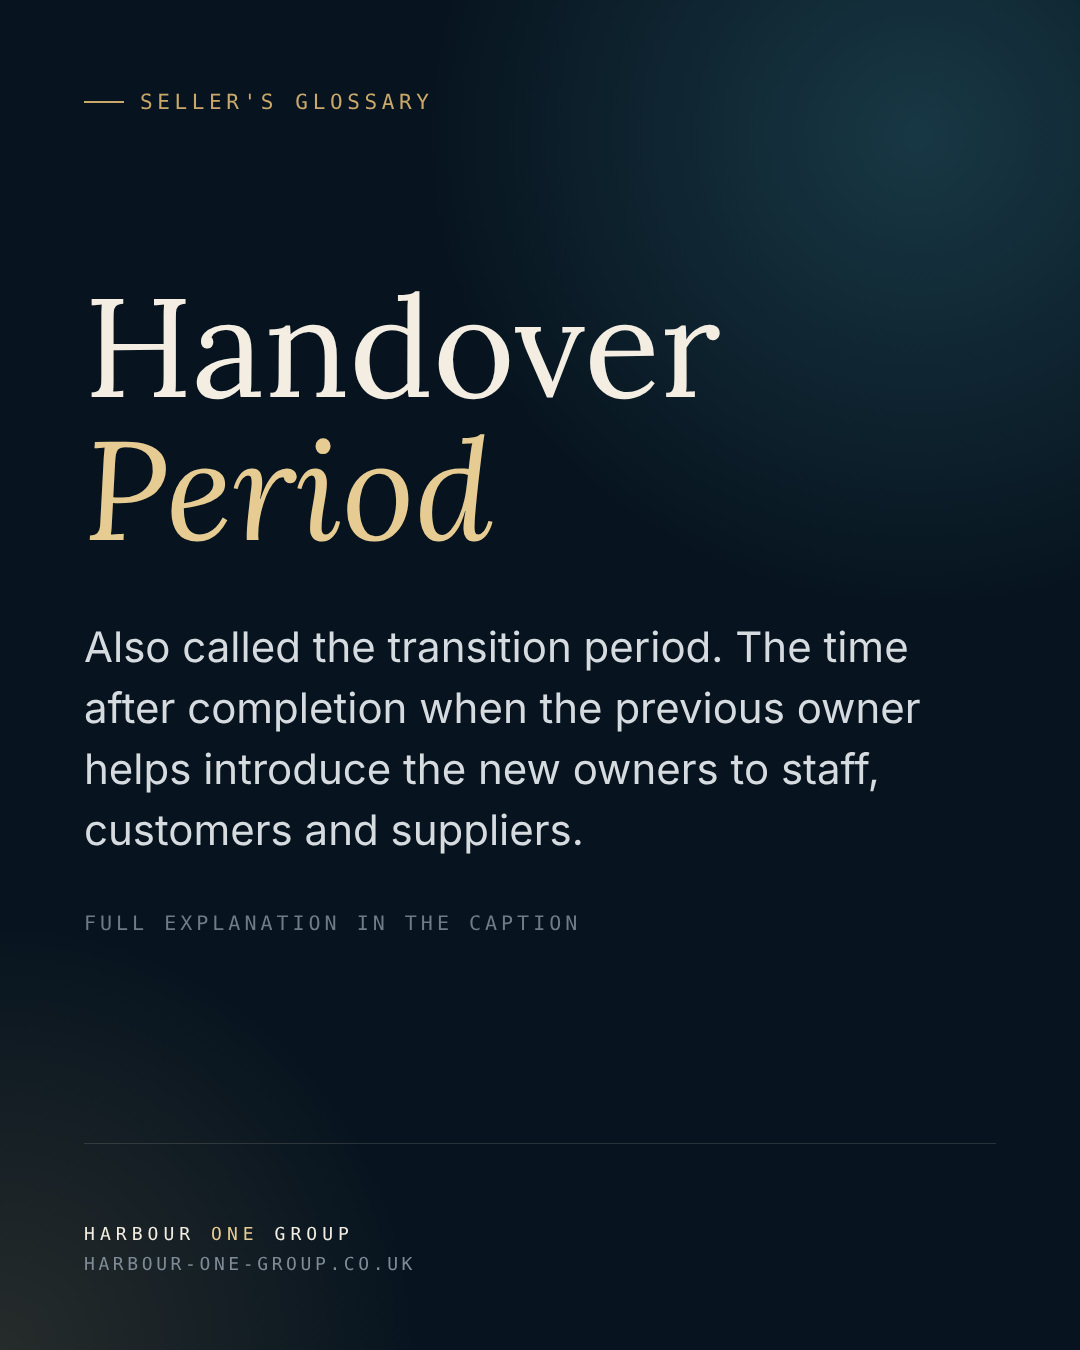 SELLER'S GLOSSARY
Handover
Period
Also called the transition period. The time
after completion when the previous owner
helps introduce the new owners to staff,
customers and suppliers.
FULL EXPLANATION IN THE CAPTION
HARBOUR ONE GROUP
HARBOUR-ONE-GROUP.CO.UK